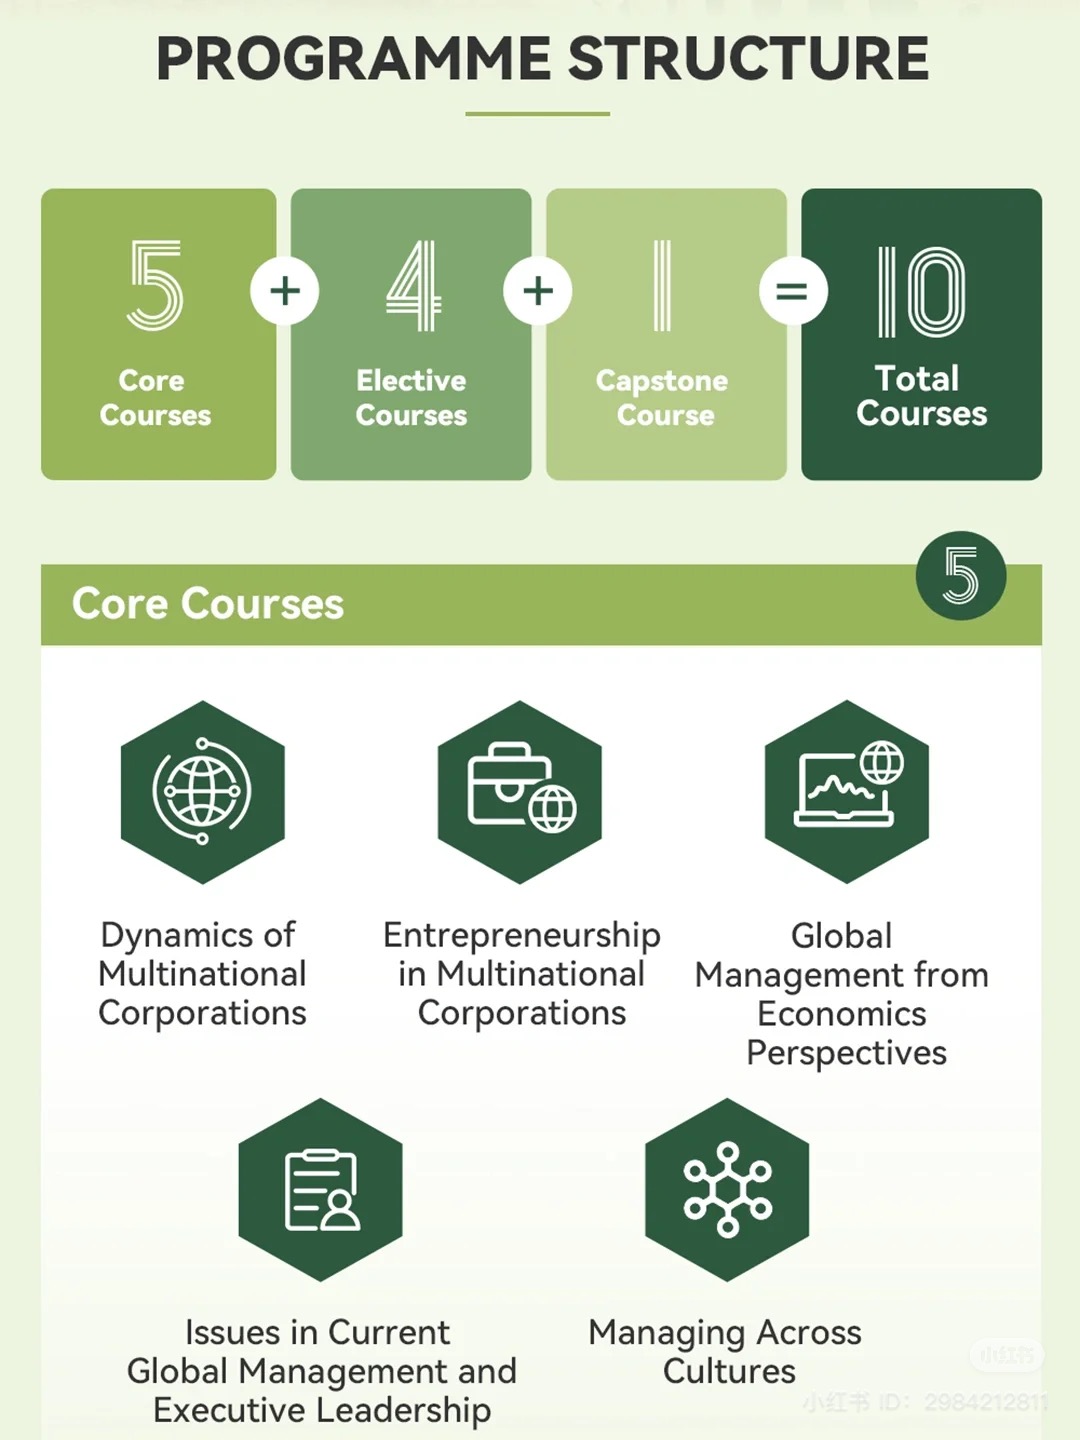 PROGRAMME STRUCTURE
5 + 4 + 1 = 10
Core Courses
Elective Courses
Capstone Course
Total Courses
Core Courses
5
Dynamics of
Multinational
Corporations
Entrepreneurship
in Multinational
Corporations
Global
Management from
Economics
Perspectives
Issues in Current
Global Management and
Executive Leadership
Managing Across
Cultures
小红书
小红书 ID: 2984212811